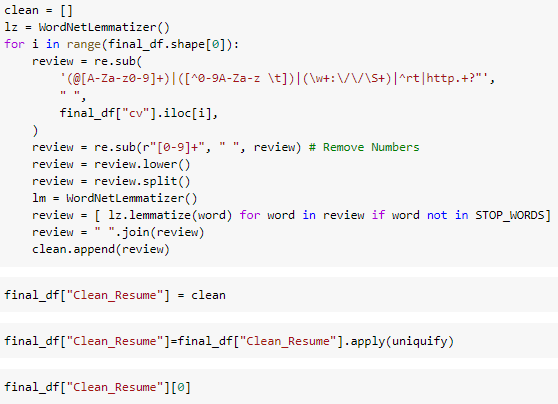 clean = []
lz = WordNetLemmatizer()
for i in range(final_df.shape[0]):
    review = re.sub(
        '(@[A-Za-z0-9]+)|([^0-9A-Za-z \t])|(\w+:\/\/\S+)|^rt|http.+?"',
        " ",
        final_df["cv"].iloc[i],
    )
    review = re.sub(r"[0-9]+", " ", review) # Remove Numbers
    review = review.lower()
    review = review.split()
    lm = WordNetLemmatizer()
    review = [ lz.lemmatize(word) for word in review if word not in STOP_WORDS]
    review = " ".join(review)
    clean.append(review)
final_df["Clean_Resume"] = clean
final_df["Clean_Resume"]=final_df["Clean_Resume"].apply(uniquify)
final_df["Clean_Resume"][0]